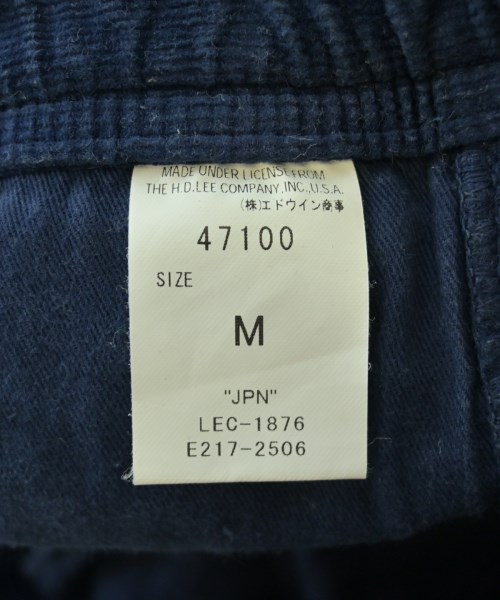 MADE UNDER LICENSE FROM
THE H.D.LEE COMPANY,INC.,U.S.A.
(株)エドウイン商事
47100
SIZE
M
"JPN"
LEC-1876
E217-2506